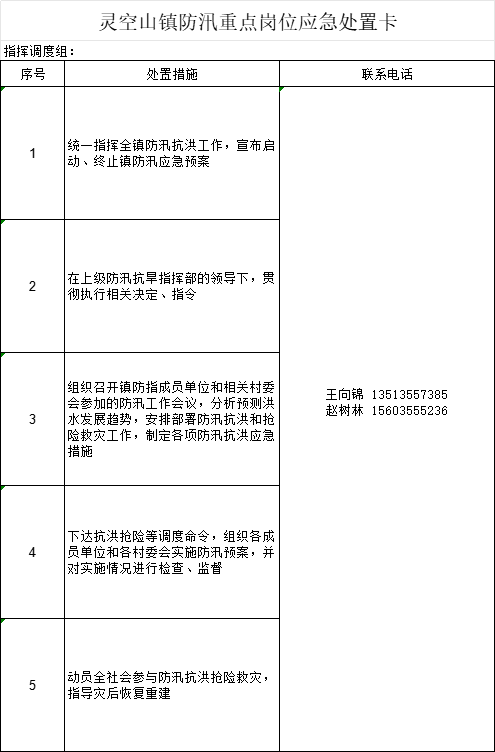 灵空山镇防汛重点岗位应急处置卡
指挥调度组：
序号 处置措施 联系电话
1
统一指挥全镇防汛抗洪工作，宣布启
动、终止镇防汛应急预案
2
在上级防汛抗旱指挥部的领导下，贯
彻执行相关决定、指令
3
组织召开镇防指成员单位和相关村委
会参加的防汛工作会议，分析预测洪
水发展趋势，安排部署防汛抗洪和抢
险救灾工作，制定各项防汛抗洪应急
措施
4
下达抗洪抢险等调度命令，组织各成
员单位和各村委会实施防汛预案，并
对实施情况进行检查、监督
5
动员全社会参与防汛抗洪抢险救灾，
指导灾后恢复重建
王向锦 13513557385
赵树林 15603555236